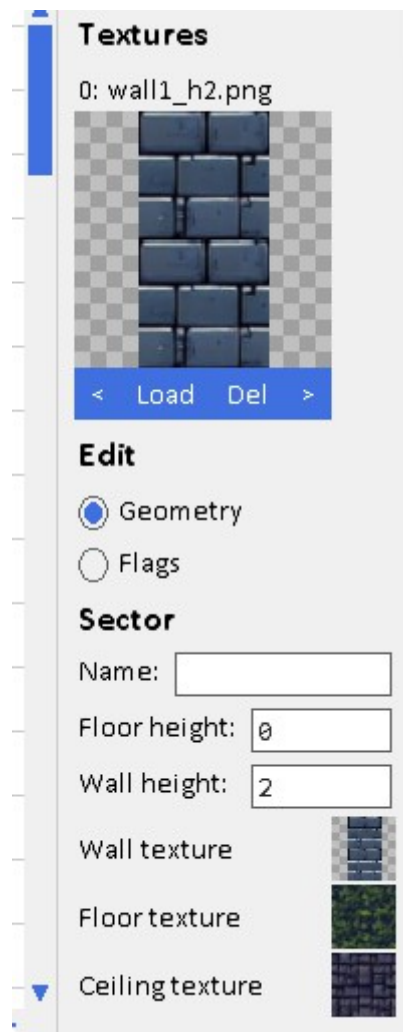 Textures
0: wall1_h2.png
< Load Del >
Edit
Geometry
Flags
Sector
Name:
Floor height: 0
Wall height: 2
Wall texture
Floor texture
Ceiling texture